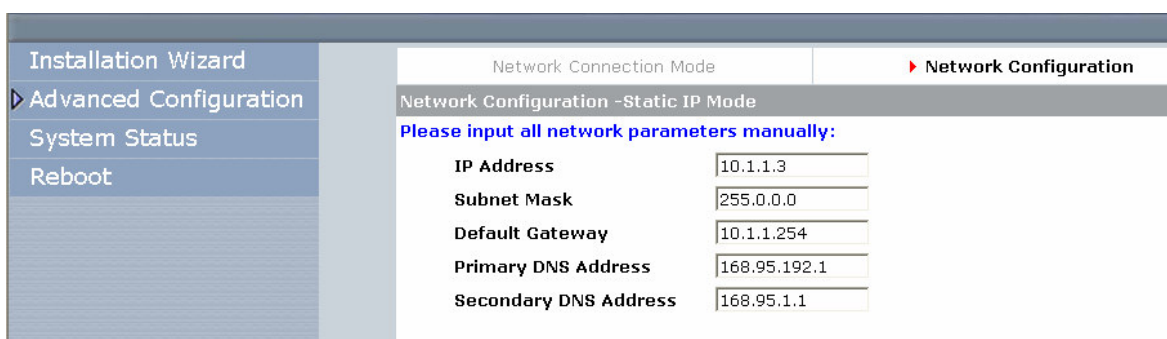 Installation Wizard
Advanced Configuration
System Status
Reboot
Network Connection Mode
Network Configuration
Network Configuration -Static IP Mode
Please input all network parameters manually:
IP Address 10.1.1.3
Subnet Mask 255.0.0.0
Default Gateway 10.1.1.254
Primary DNS Address 168.95.192.1
Secondary DNS Address 168.95.1.1